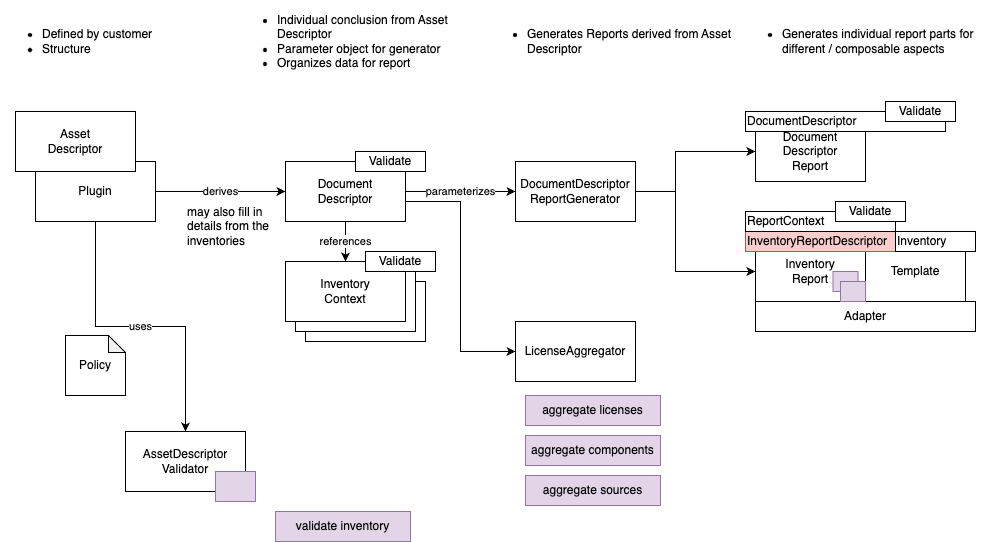 • Defined by customer
• Structure
• Individual conclusion from Asset
Descriptor
• Parameter object for generator
• Organizes data for report
• Generates Reports derived from Asset
Descriptor
• Generates individual report parts for
different / composable aspects
Asset
Descriptor
Plugin
derives
may also fill in
details from the
inventories
Validate
Document
Descriptor
parameterizes
references
Validate
Inventory
Context
DocumentDescriptor
ReportGenerator
Validate
DocumentDescriptor
Document
Descriptor
Report
Validate
ReportContext
InventoryReportDescriptor
Inventory
Inventory
Report
Template
Adapter
uses
Policy
AssetDescriptor
Validator
LicenseAggregator
aggregate licenses
aggregate components
aggregate sources
validate inventory